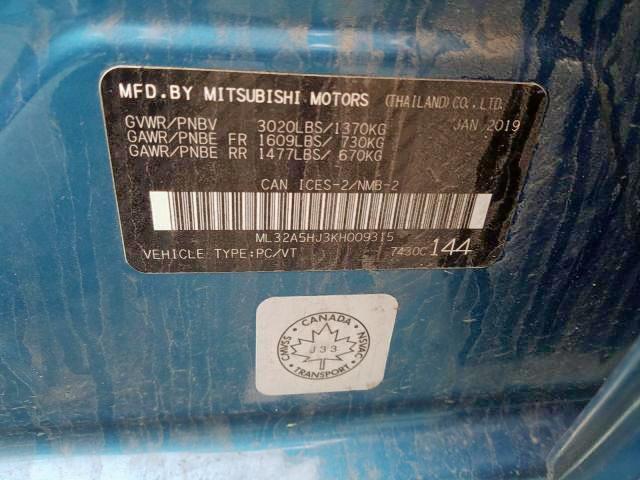 MFD.BY MITSUBISHI MOTORS (THAILAND) CO., LTD.
GVWR/PNBV 3020LBS/1370KG JAN 2019
GAWR/PNBE FR 1609LBS/ 730KG
GAWR/PNBE RR 1477LBS/ 670KG
CAN ICES-2/NMB-2
ML32A5HJ3KH009315
VEHICLE TYPE:PC/VT 7430C 144
CANADA
CMVSS NSVAC
J33
TRANSPORT